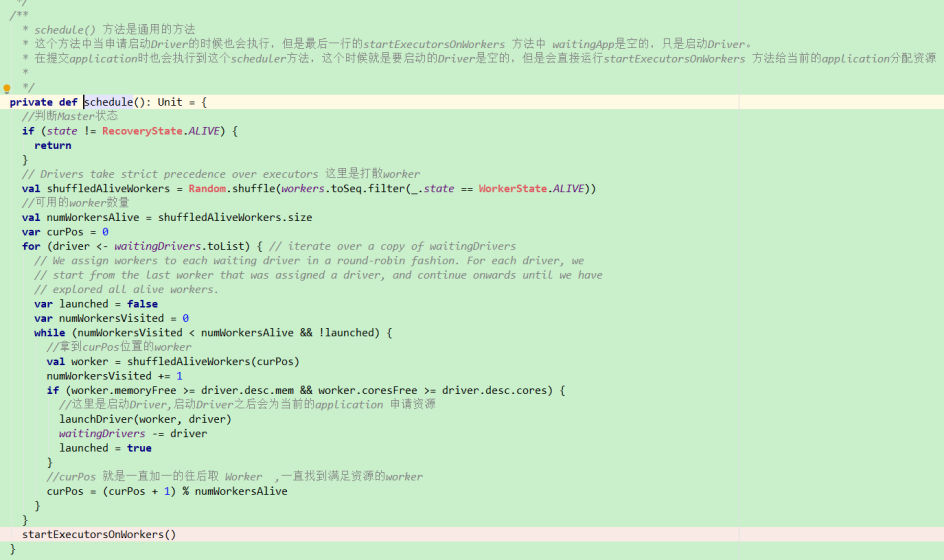 */
/**
 * schedule() 方法是通用的方法
 * 这个方法中当申请启动Driver的时候也会执行，但是最后一行的startExecutorsOnWorkers 方法中 waitingApp是空的，只是启动Driver。
 * 在提交application时也会执行到这个scheduler方法，这个时候就是要启动的Driver是空的，但是会直接运行startExecutorsOnWorkers 方法给当前的application分配资源
 *
 */
private def schedule(): Unit = {
  //判断Master状态
  if (state != RecoveryState.ALIVE) {
    return
  }
  // Drivers take strict precedence over executors 这里是打散worker
  val shuffledAliveWorkers = Random.shuffle(workers.toSeq.filter(_.state == WorkerState.ALIVE))
  //可用的worker数量
  val numWorkersAlive = shuffledAliveWorkers.size
  var curPos = 0
  for (driver <- waitingDrivers.toList) { // iterate over a copy of waitingDrivers
    // We assign workers to each waiting driver in a round-robin fashion. For each driver, we
    // start from the last worker that was assigned a driver, and continue onwards until we have
    // explored all alive workers.
    var launched = false
    var numWorkersVisited = 0
    while (numWorkersVisited < numWorkersAlive && !launched) {
      //拿到curPos位置的worker
      val worker = shuffledAliveWorkers(curPos)
      numWorkersVisited += 1
      if (worker.memoryFree >= driver.desc.mem && worker.coresFree >= driver.desc.cores) {
        //这里是启动Driver,启动Driver之后会为当前的application 申请资源
        launchDriver(worker, driver)
        waitingDrivers -= driver
        launched = true
      }
      //curPos 就是一直加一的往后取 Worker  ,一直找到满足资源的worker
      curPos = (curPos + 1) % numWorkersAlive
    }
  }
  startExecutorsOnWorkers()
}